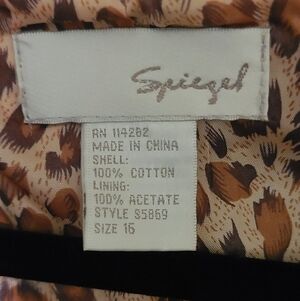 Spiegel
RN 114262
MADE IN CHINA
SHELL:
100% COTTON
LINING:
100% ACETATE
STYLE S5869
SIZE 16